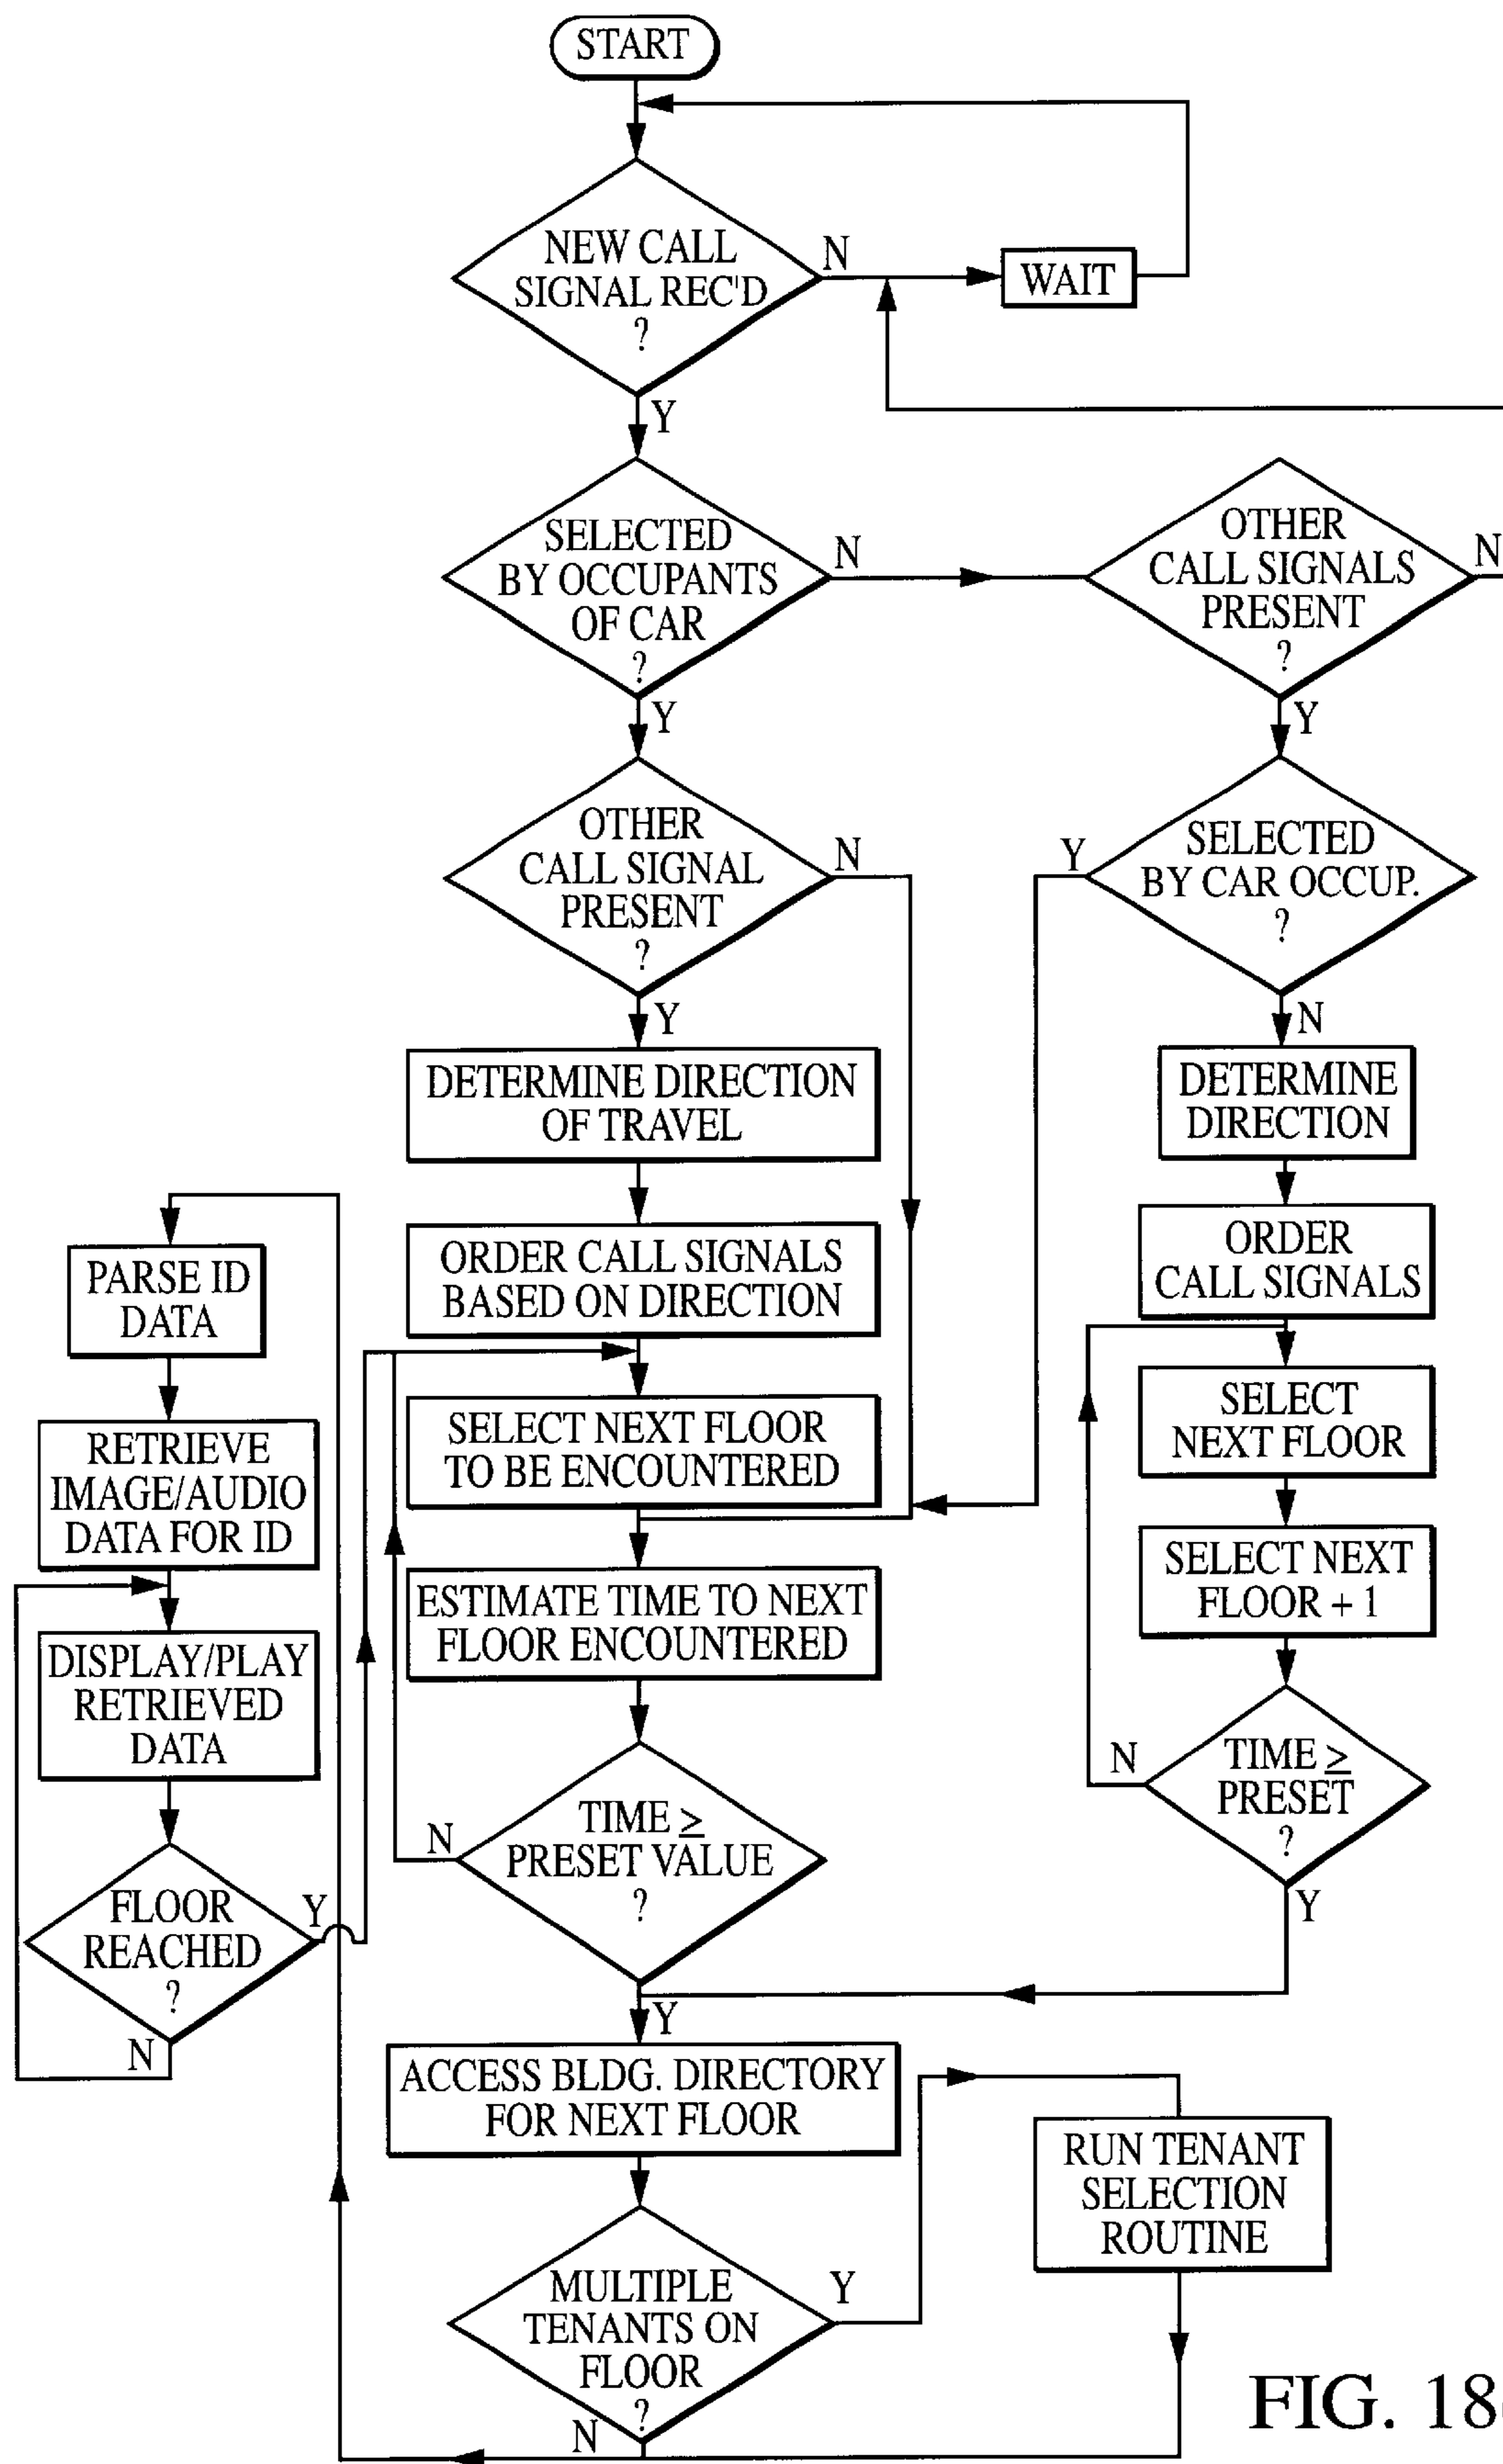 START
NEW CALL
SIGNAL REC'D
?
N
WAIT
Y
SELECTED
BY OCCUPANTS
OF CAR
?
N
Y
OTHER
CALL SIGNALS
PRESENT
?
N
Y
OTHER
CALL SIGNAL
PRESENT
?
N
Y
SELECTED
BY CAR OCCUP.
?
Y
N
DETERMINE DIRECTION
OF TRAVEL
DETERMINE
DIRECTION
ORDER CALL SIGNALS
BASED ON DIRECTION
ORDER
CALL SIGNALS
PARSE ID
DATA
SELECT NEXT FLOOR
TO BE ENCOUNTERED
SELECT
NEXT FLOOR
RETRIEVE
IMAGE/AUDIO
DATA FOR ID
ESTIMATE TIME TO NEXT
FLOOR ENCOUNTERED
SELECT NEXT
FLOOR + 1
DISPLAY/PLAY
RETRIEVED
DATA
TIME ≥
PRESET VALUE
?
N
Y
TIME ≥
PRESET
?
N
Y
FLOOR
REACHED
?
Y
N
ACCESS BLDG. DIRECTORY
FOR NEXT FLOOR
RUN TENANT
SELECTION
ROUTINE
MULTIPLE
TENANTS ON
FLOOR
?
Y
N
FIG. 18